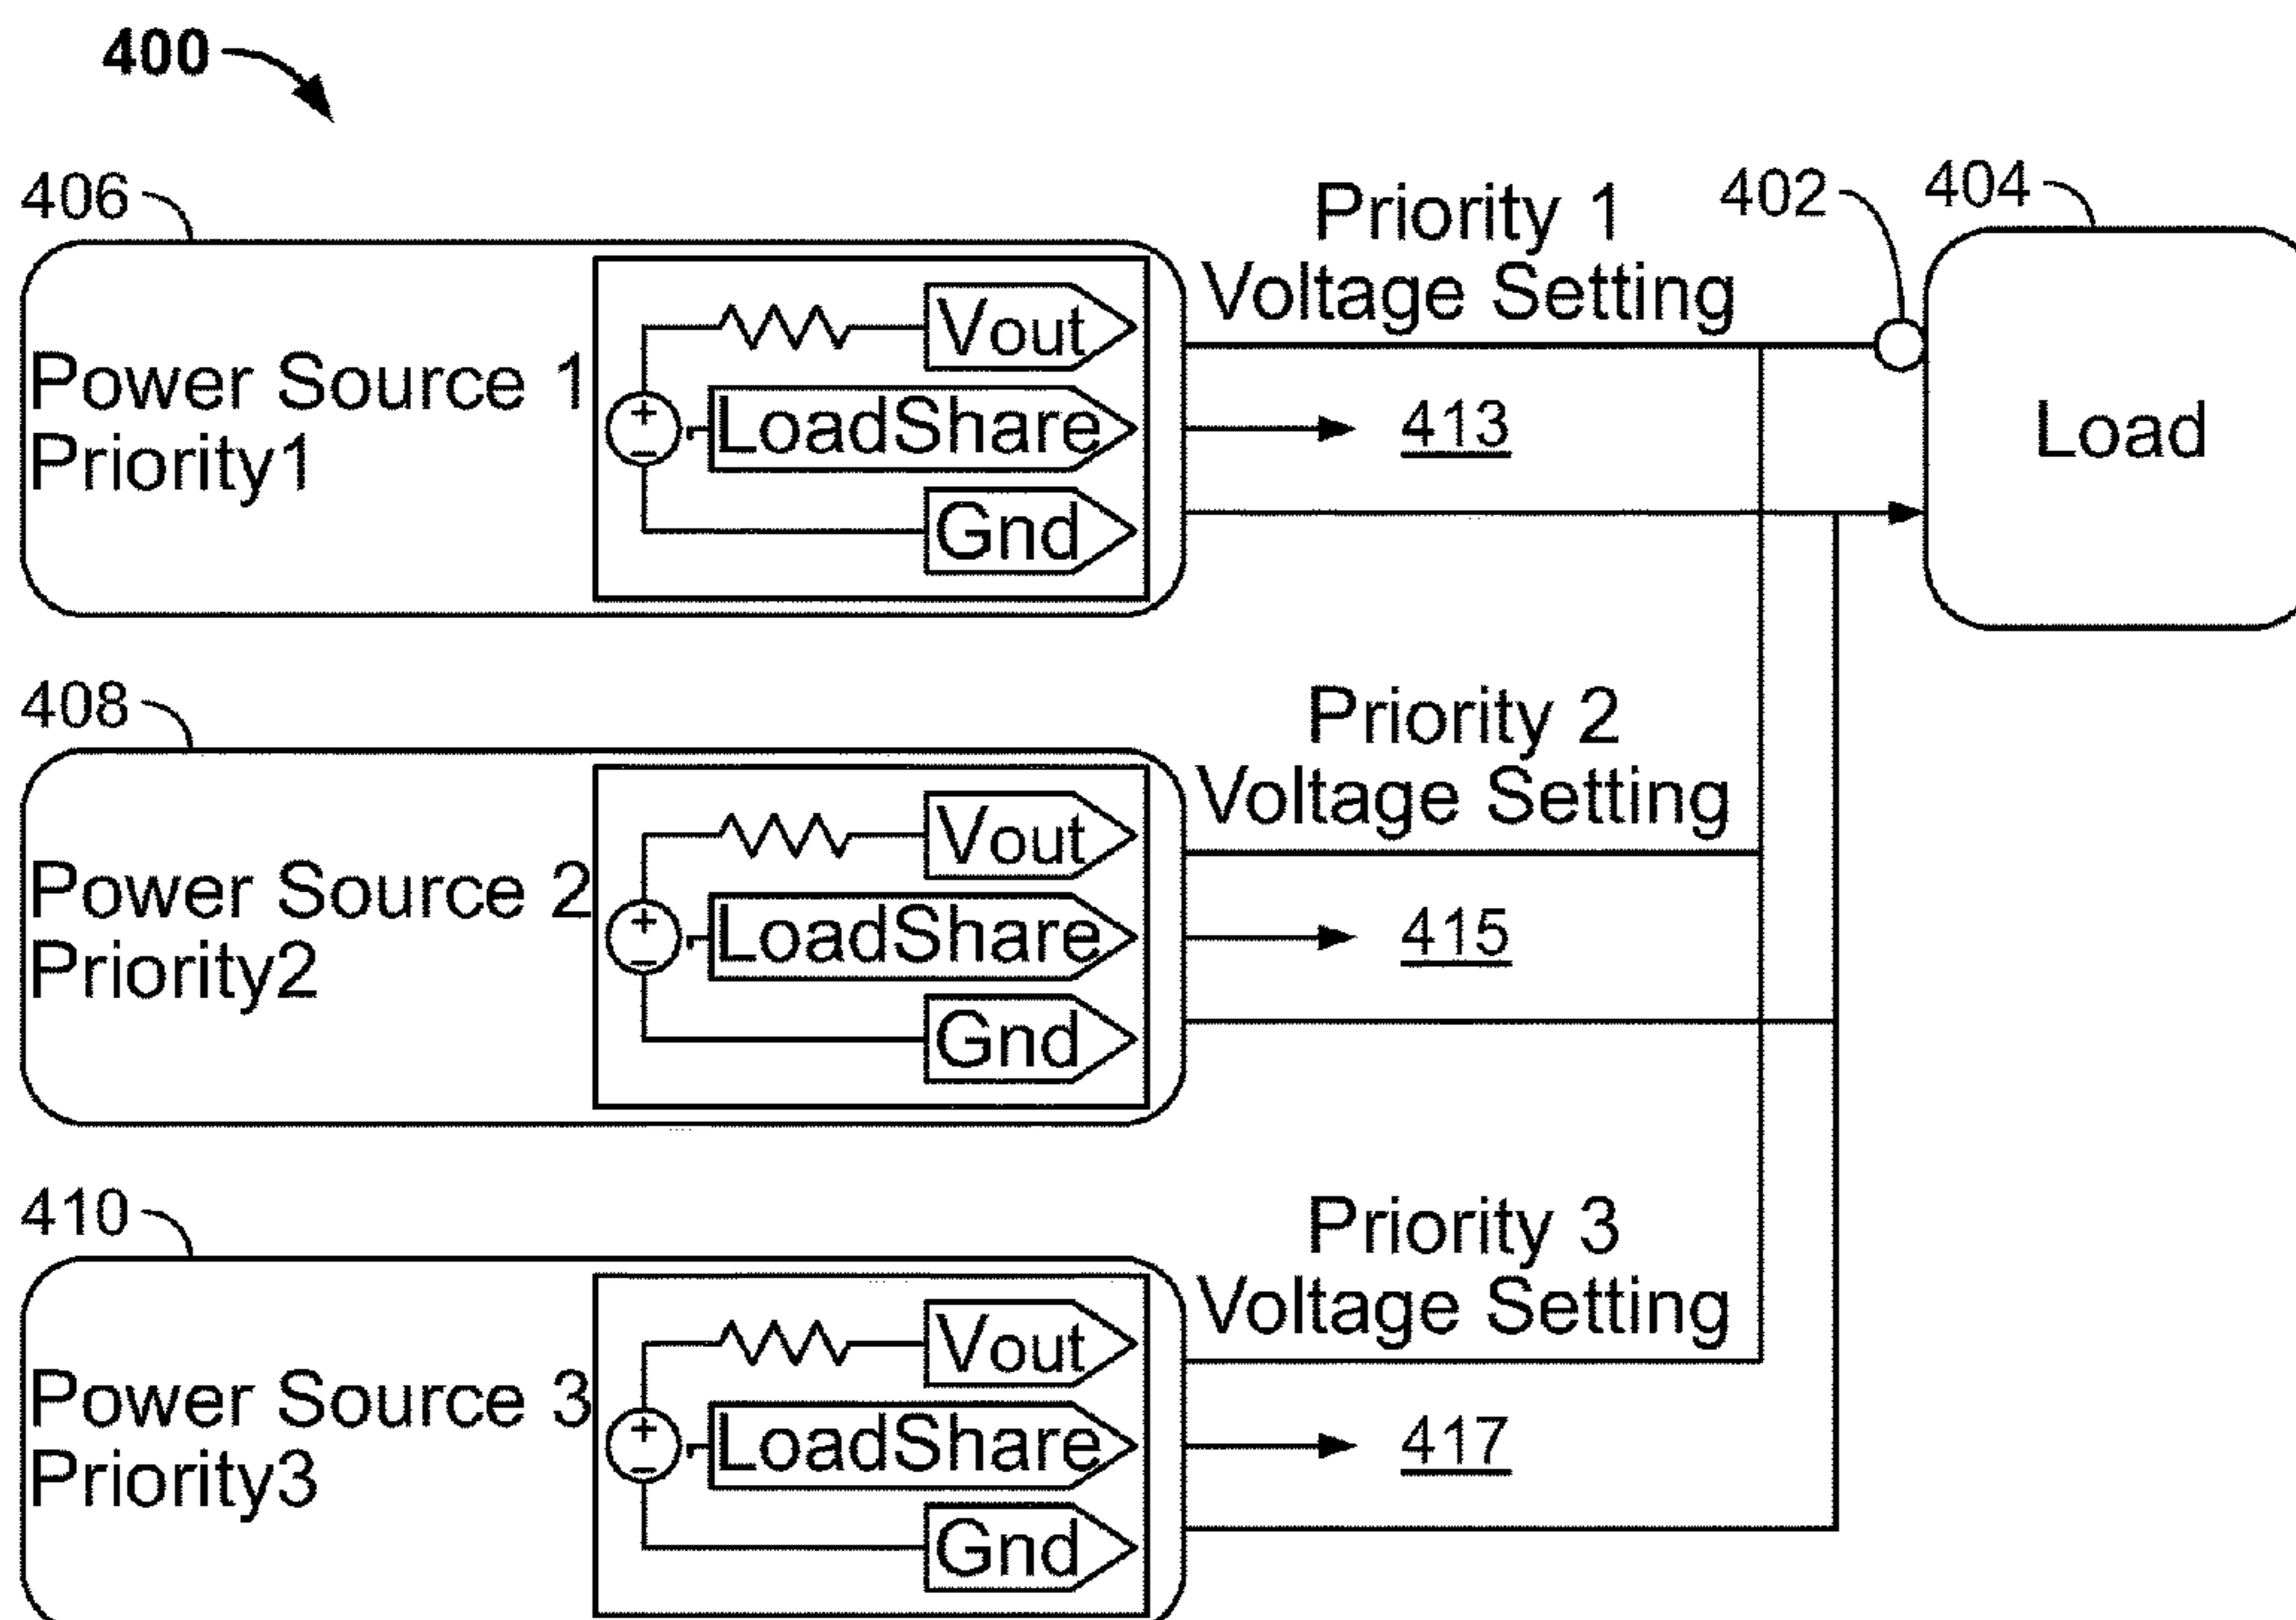 400
406
Priority 1
Voltage Setting
402
404
Power Source 1
Priority1
+
-
Vout
LoadShare
Gnd
413
Load
408
Priority 2
Voltage Setting
Power Source 2
Priority2
+
-
Vout
LoadShare
Gnd
415
410
Priority 3
Voltage Setting
Power Source 3
Priority3
+
-
Vout
LoadShare
Gnd
417